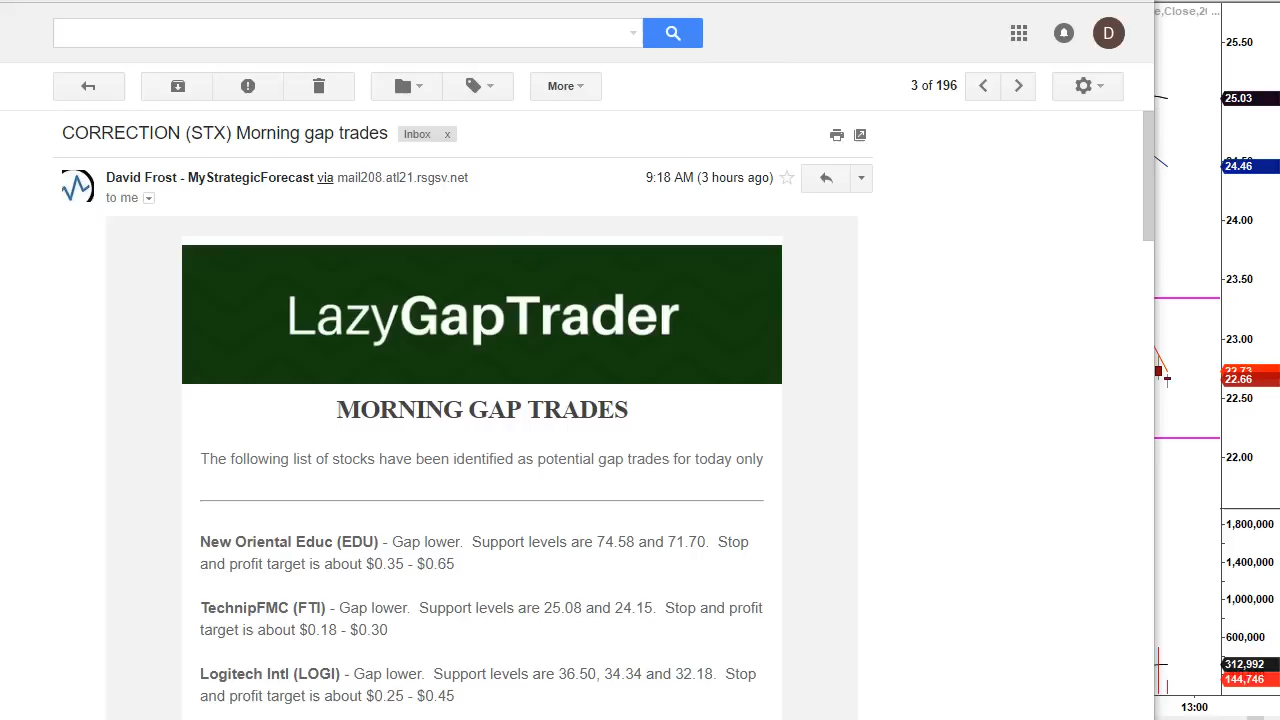 e,Close,20 ...
25.50
D
More
3 of 196
25.03
CORRECTION (STX) Morning gap trades
Inbox x
24.46
David Frost - MyStrategicForecast via mail208.atl21.rsgsv.net
9:18 AM (3 hours ago)
to me
24.00
23.50
LazyGapTrader
23.00
22.73
22.66
MORNING GAP TRADES
22.50
The following list of stocks have been identified as potential gap trades for today only
22.00
1,800,000
New Oriental Educ (EDU) - Gap lower. Support levels are 74.58 and 71.70. Stop
and profit target is about $0.35 - $0.65
1,400,000
1,000,000
TechnipFMC (FTI) - Gap lower. Support levels are 25.08 and 24.15. Stop and profit
target is about $0.18 - $0.30
600,000
312,992
Logitech Intl (LOGI) - Gap lower. Support levels are 36.50, 34.34 and 32.18. Stop
and profit target is about $0.25 - $0.45
144,746
13:00